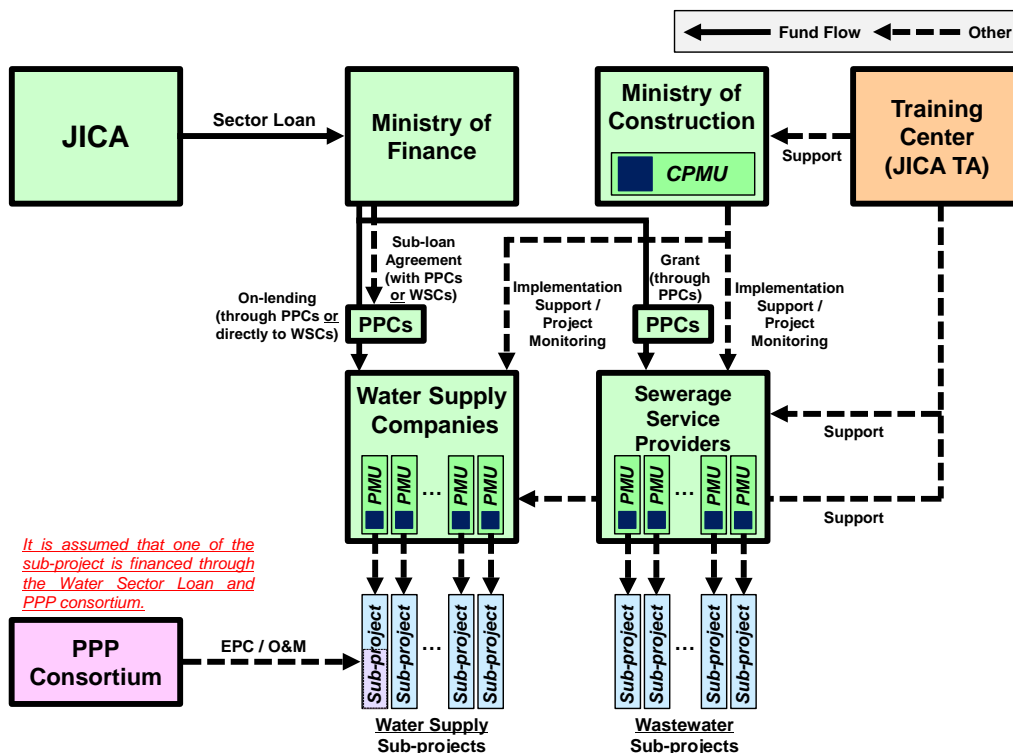 Fund Flow
Other
JICA
Sector Loan
Ministry of
Finance
Ministry of
Construction
CPMU
Support
Training
Center
(JICA TA)
Sub-loan
Agreement
(with PPCs
or WSCs)
On-lending
(through PPCs or
directly to WSCs)
PPCs
Implementation
Support /
Project
Monitoring
Grant
(through
PPCs)
PPCs
Implementation
Support /
Project
Monitoring
Water Supply
Companies
PMU
PMU
...
PMU
PMU
Sewerage
Service
Providers
PMU
PMU
...
PMU
PMU
Support
Support
It is assumed that one of the
sub-project is financed through
the Water Sector Loan and
PPP consortium.
PPP
Consortium
EPC / O&M
Sub-project
Sub-project
...
Sub-project
Sub-project
Water Supply
Sub-projects
Sub-project
Sub-project
...
Sub-project
Sub-project
Wastewater
Sub-projects